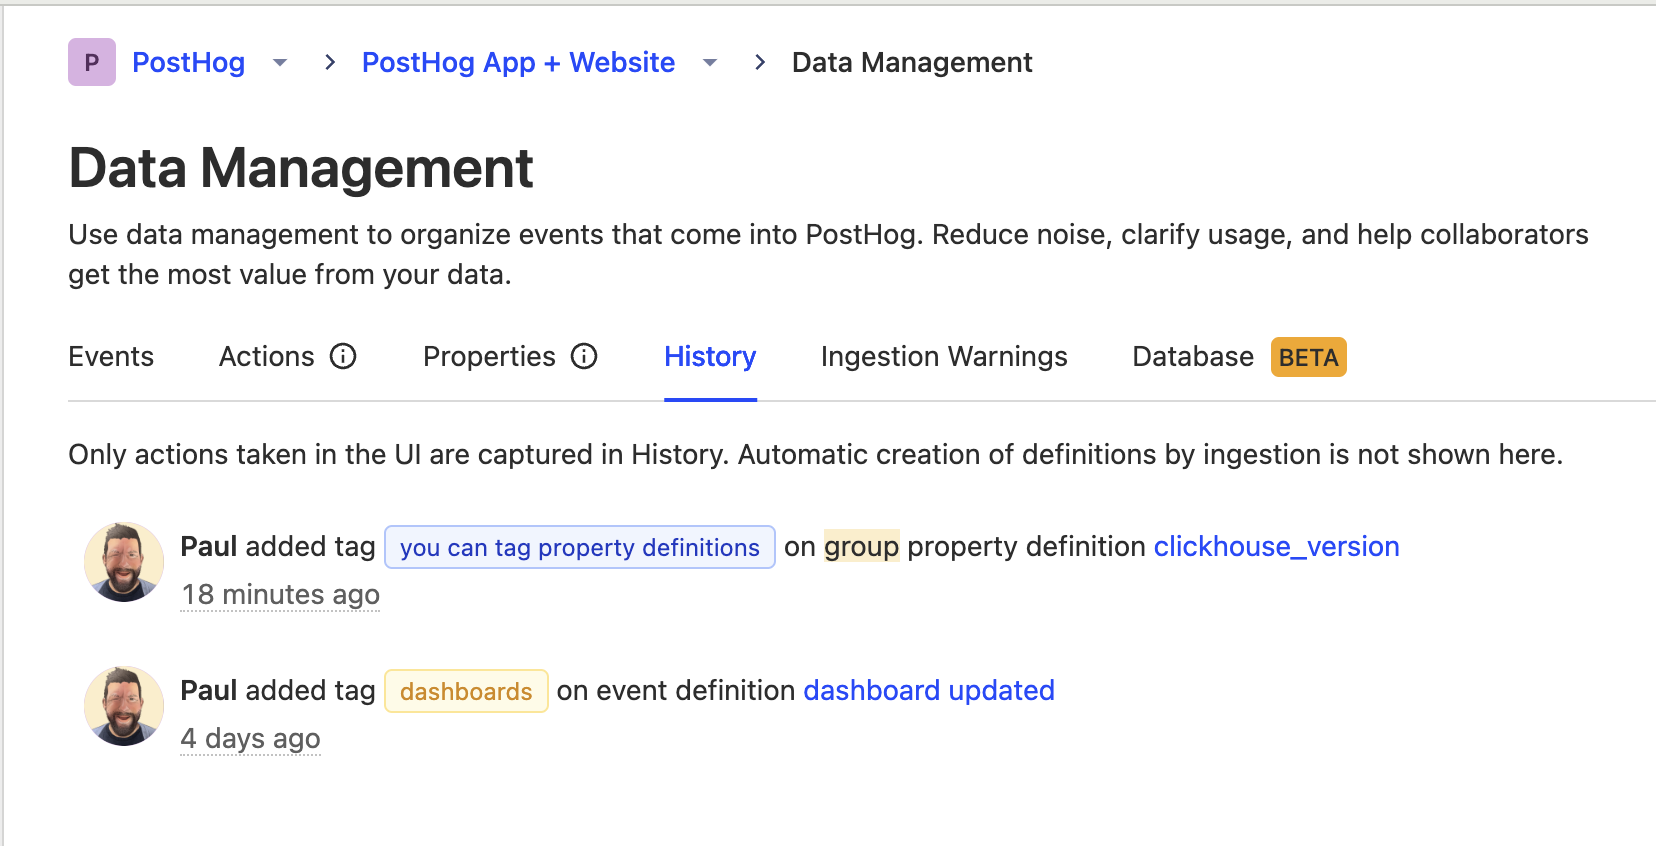 P PostHog > PostHog App + Website > Data Management
Data Management
Use data management to organize events that come into PostHog. Reduce noise, clarify usage, and help collaborators
get the most value from your data.
Events Actions Properties History Ingestion Warnings Database BETA
Only actions taken in the UI are captured in History. Automatic creation of definitions by ingestion is not shown here.
Paul added tag you can tag property definitions on group property definition clickhouse_version
18 minutes ago
Paul added tag dashboards on event definition dashboard updated
4 days ago